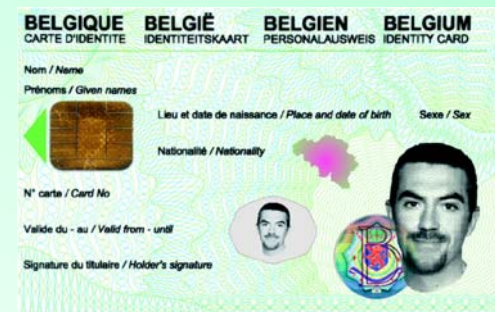 BELGIQUE BELGIË BELGIEN BELGIUM
CARTE D'IDENTITE IDENTITEITSKAART PERSONALAUSWEIS IDENTITY CARD
Nom / Name
Prénoms / Given names
Lieu et date de naissance / Place and date of birth Sexe / Sex
Nationalité / Nationality
N° carte / Card No
Valide du - au / Valid from - until
Signature du titulaire / Holder's signature
B